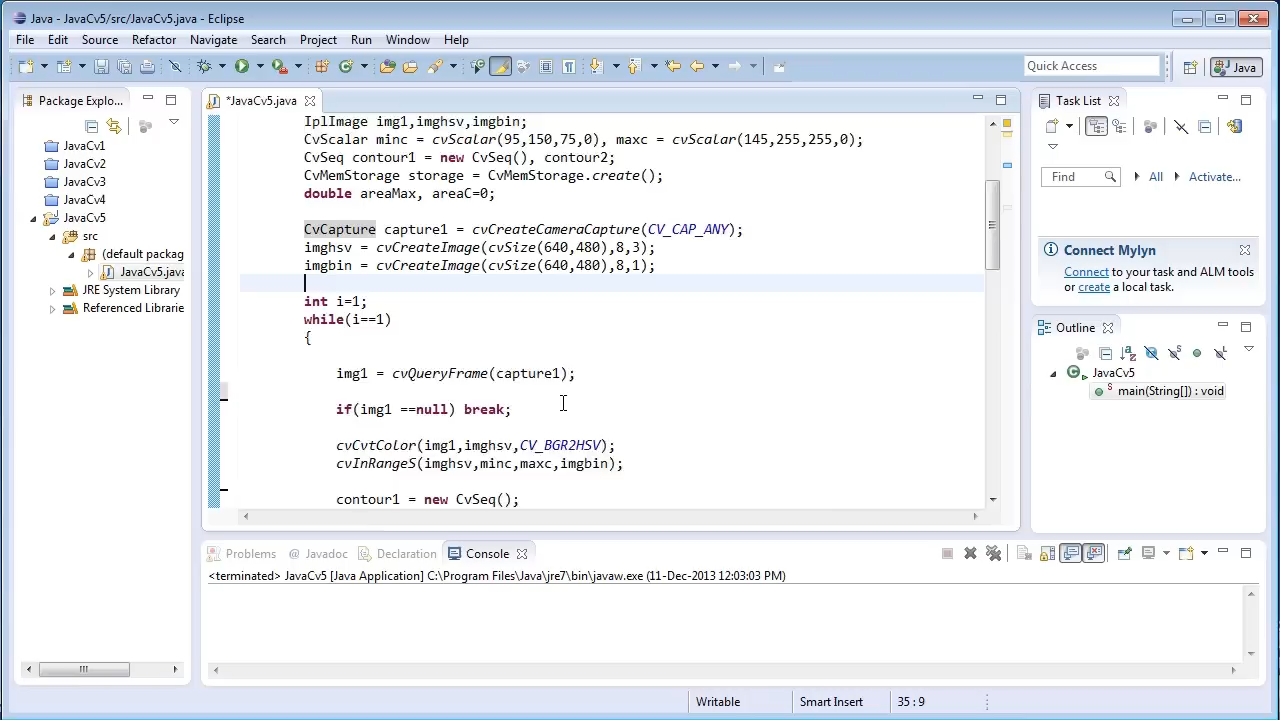 Java - JavaCv5/src/JavaCv5.java - Eclipse
File Edit Source Refactor Navigate Search Project Run Window Help
Quick Access
Java
Package Explo...
JavaCv1
JavaCv2
JavaCv3
JavaCv4
JavaCv5
src
(default packag
JavaCv5.java
JRE System Library
Referenced Librarie
*JavaCv5.java
IplImage img1,imghsv,imgbin;
CvScalar minc = cvScalar(95,150,75,0), maxc = cvScalar(145,255,255,0);
CvSeq contour1 = new CvSeq(), contour2;
CvMemStorage storage = CvMemStorage.create();
double areaMax, areaC=0;
CvCapture capture1 = cvCreateCameraCapture(CV_CAP_ANY);
imghsv = cvCreateImage(cvSize(640,480),8,3);
imgbin = cvCreateImage(cvSize(640,480),8,1);
int i=1;
while(i==1)
{
img1 = cvQueryFrame(capture1);
if(img1 ==null) break;
cvCvtColor(img1,imghsv,CV_BGR2HSV);
cvInRangeS(imghsv,minc,maxc,imgbin);
contour1 = new CvSeq();
Task List
Find All Activate...
Connect Mylyn
Connect to your task and ALM tools
or create a local task.
Outline
JavaCv5
main(String[]) : void
Problems @ Javadoc Declaration Console
<terminated> JavaCv5 [Java Application] C:\Program Files\Java\jre7\bin\javaw.exe (11-Dec-2013 12:03:03 PM)
Writable Smart Insert 35 : 9